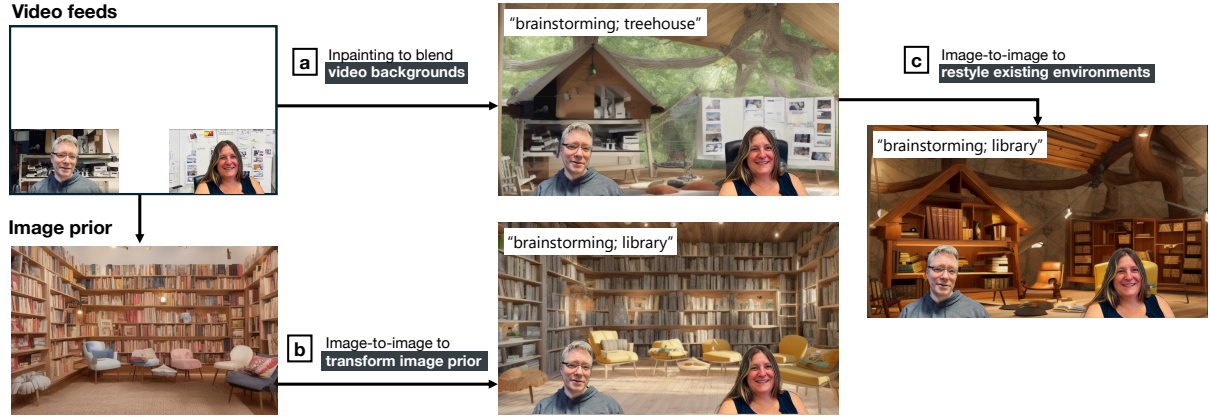 Video feeds
a
Inpainting to blend
video backgrounds
“brainstorming; treehouse”
c
Image-to-image to
restyle existing environments
“brainstorming; library”
Image prior
b
Image-to-image to
transform image prior
“brainstorming; library”